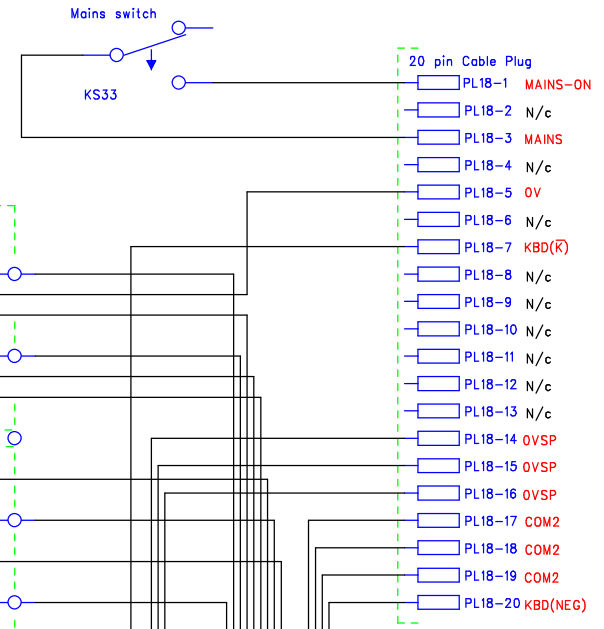 Mains switch
KS33
20 pin Cable Plug
PL18-1 MAINS-ON
PL18-2 N/c
PL18-3 MAINS
PL18-4 N/c
PL18-5 0V
PL18-6 N/c
PL18-7 KBD(K̅)
PL18-8 N/c
PL18-9 N/c
PL18-10 N/c
PL18-11 N/c
PL18-12 N/c
PL18-13 N/c
PL18-14 0VSP
PL18-15 0VSP
PL18-16 0VSP
PL18-17 COM2
PL18-18 COM2
PL18-19 COM2
PL18-20 KBD(NEG)